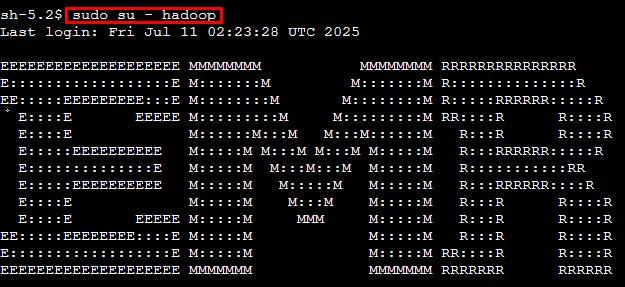 sh-5.2$ sudo su - hadoop
Last login: Fri Jul 11 02:23:28 UTC 2025
EEEEEEEEEEEEEEEEEEEE MMMMMMMM           MMMMMMMM RRRRRRRRRRRRRRR
E::::::::::::::::::E M:::::::M         M:::::::M R::::::::::::::R
EE:::::EEEEEEEEE:::E M::::::::M       M::::::::M R:::::RRRRRR:::::R
  E::::E       EEEEE M:::::::::M     M:::::::::M RR::::R      R::::R
  E::::E             M::::::M:::M   M:::M::::::M   R:::R      R::::R
  E:::::EEEEEEEEEE   M:::::M M:::M M:::M M:::::M   R:::RRRRRR:::::R
  E::::::::::::::E   M:::::M  M:::M:::M  M:::::M   R:::::::::::RR
  E:::::EEEEEEEEEE   M:::::M   M:::::M   M:::::M   R:::RRRRRR::::R
  E::::E             M:::::M    M:::M    M:::::M   R:::R      R::::R
  E::::E       EEEEE M:::::M     MMM     M:::::M   R:::R      R::::R
EE:::::EEEEEEEE::::E M:::::M             M:::::M   R:::R      R::::R
E::::::::::::::::::E M:::::M             M:::::M RR::::R      R::::R
EEEEEEEEEEEEEEEEEEEE MMMMMMM             MMMMMMM RRRRRRR      RRRRRR